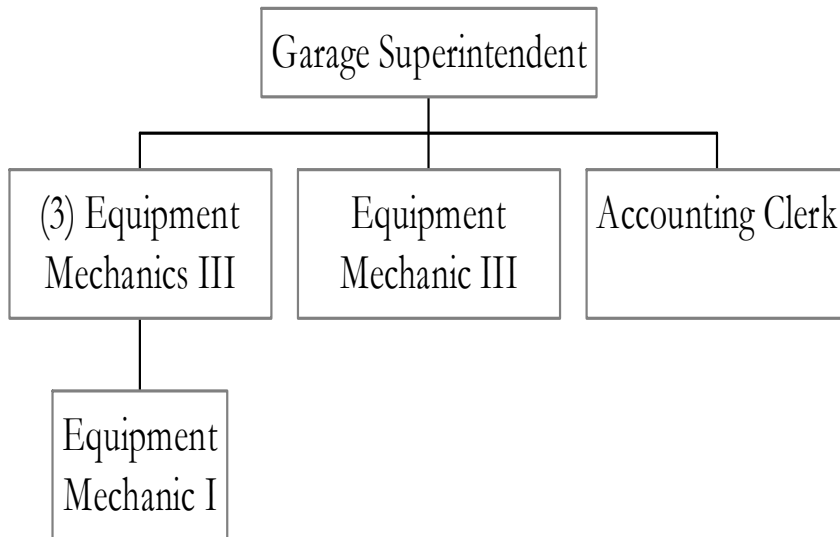 Garage Superintendent
(3) Equipment
Mechanics III
Equipment
Mechanic III
Accounting Clerk
Equipment
Mechanic I